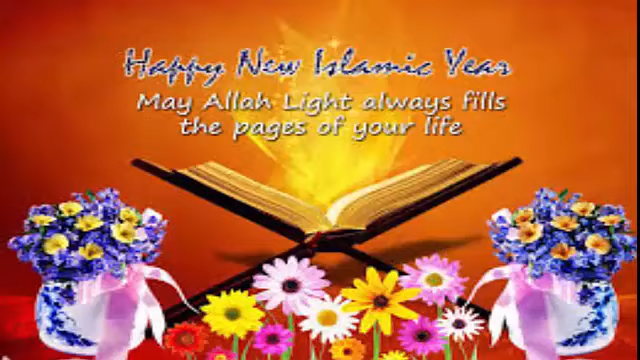 Happy New Islamic Year
May Allah Light always fills
the pages of your life